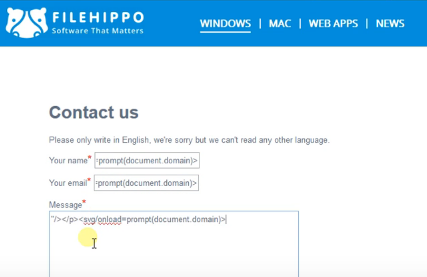 FILEHIPPO
Software That Matters
WINDOWS | MAC | WEB APPS | NEWS
Contact us
Please only write in English, we're sorry but we can't read any other language.
Your name* =prompt(document.domain)>
Your email* =prompt(document.domain)>
Message*
"/></p><svg/onload=prompt(document.domain)>